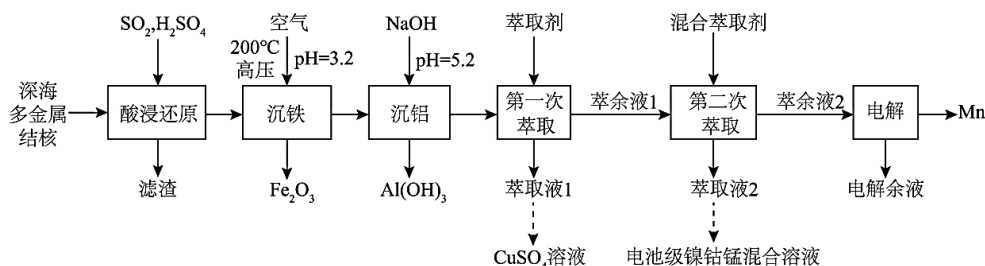 SO₂,H₂SO₄
空气
NaOH
萃取剂
混合萃取剂
200℃
高压
pH=3.2
pH=5.2
深海
多金属
结核
酸浸还原
沉铁
沉铝
第一次
萃取
萃余液1
第二次
萃取
萃余液2
电解
Mn
滤渣
Fe₂O₃
Al(OH)₃
萃取液1
萃取液2
电解余液
CuSO₄溶液
电池级镍钴锰混合溶液